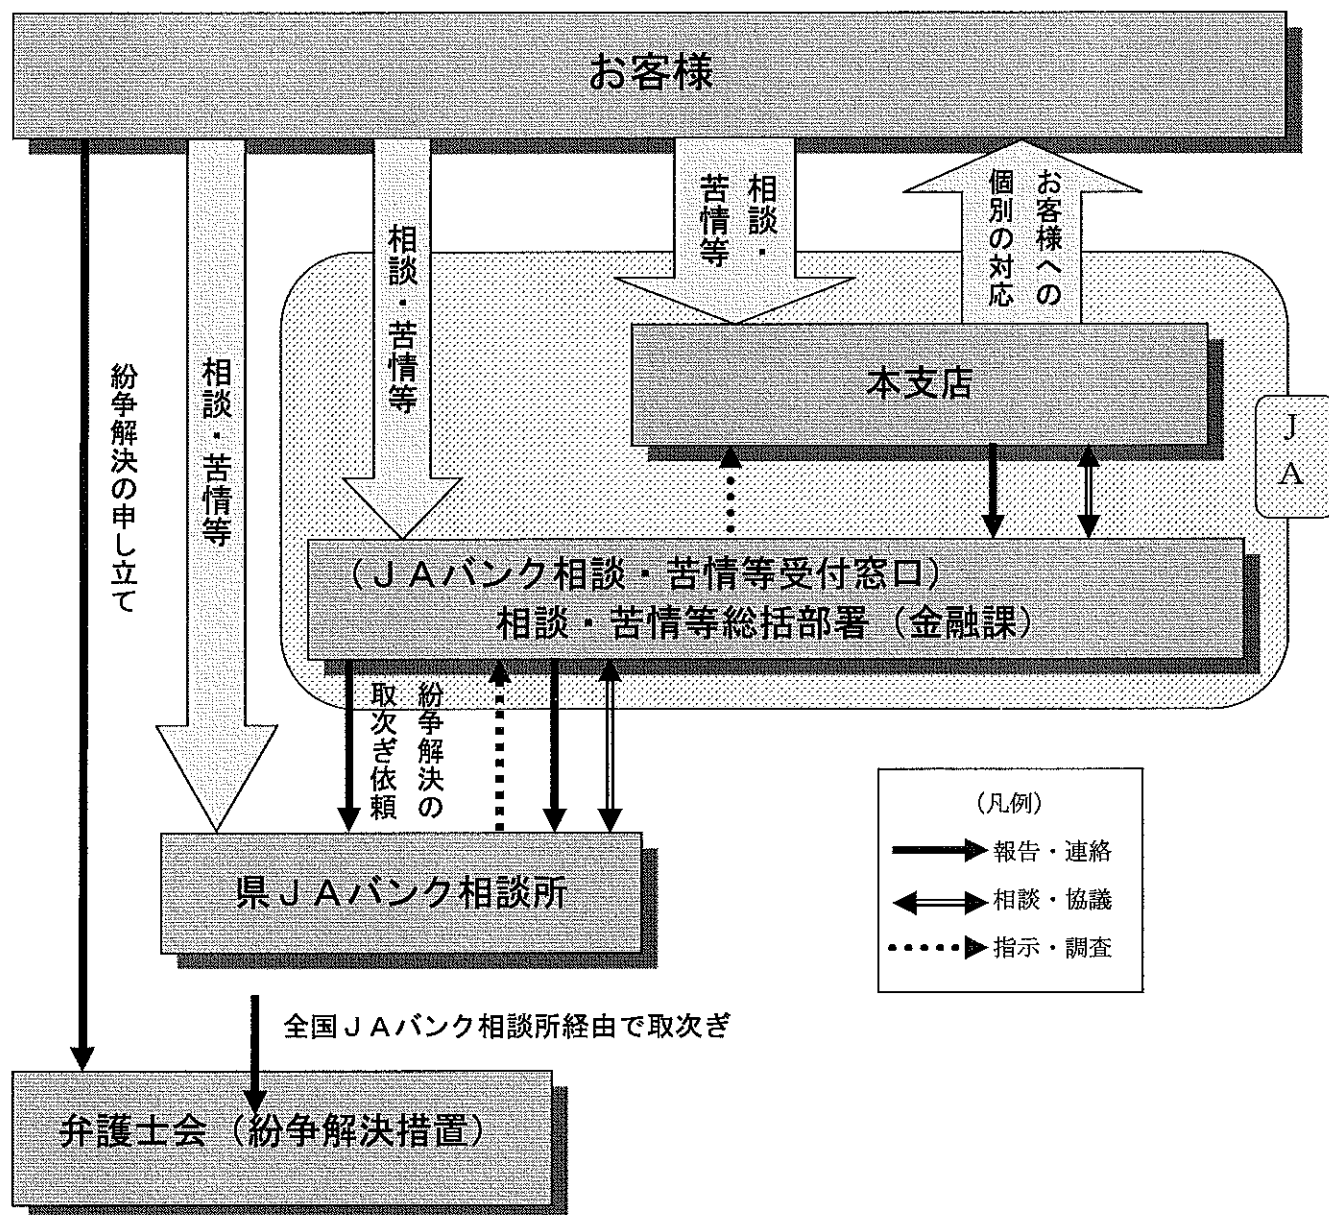 お客様
相談・
苦情等
お客様への
個別の対応
相談・苦情等
相談・苦情等
紛争解決の申し立て
本支店
ＪＡ
（ＪＡバンク相談・苦情等受付窓口）
相談・苦情等総括部署（金融課）
紛争解決の
取次ぎ依頼
県ＪＡバンク相談所
（凡例）
報告・連絡
相談・協議
指示・調査
全国ＪＡバンク相談所経由で取次ぎ
弁護士会（紛争解決措置）